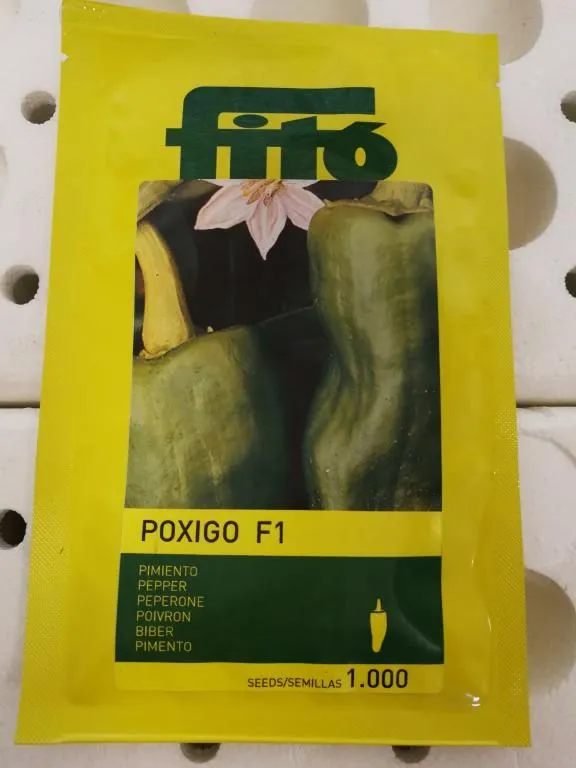 fitó
POXIGO F1
PIMIENTO
PEPPER
PEPERONE
POIVRON
BIBER
PIMENTO
SEEDS/SEMILLAS 1.000